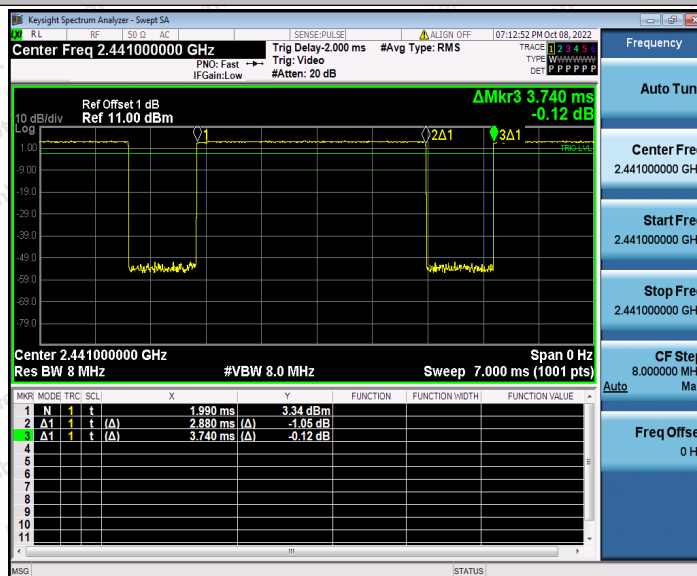 Keysight Spectrum Analyzer - Swept SA
LXI RL RF 50 Ω AC SENSE:PULSE ALIGN OFF 07:12:52 PM Oct 08, 2022
Center Freq 2.441000000 GHz
PNO: Fast
IFGain:Low
Trig Delay-2.000 ms
Trig: Video
#Atten: 20 dB
#Avg Type: RMS
TRACE 1 2 3 4 5 6
TYPE WWWWWW
DET P P P P P P
Frequency
Auto Tun
Center Fre
2.441000000 GH
Start Fre
2.441000000 GH
Stop Fre
2.441000000 GH
CF Step
8.000000 MH
Auto Ma
Freq Offse
0 H
ΔMkr3 3.740 ms
-0.12 dB
Ref Offset 1 dB
10 dB/div Ref 11.00 dBm
Log
1 2Δ1 3Δ1
TRIG LVL
1.00
-9.00
-19.0
-29.0
-39.0
-49.0
-59.0
-69.0
-79.0
Center 2.441000000 GHz Span 0 Hz
Res BW 8 MHz #VBW 8.0 MHz Sweep 7.000 ms (1001 pts)
MKR MODE TRC SCL X Y FUNCTION FUNCTION WIDTH FUNCTION VALUE
1 N 1 t 1.990 ms 3.34 dBm
2 Δ1 1 t (Δ) 2.880 ms (Δ) -1.05 dB
3 Δ1 1 t (Δ) 3.740 ms (Δ) -0.12 dB
4
5
6
7
8
9
10
11
MSG STATUS